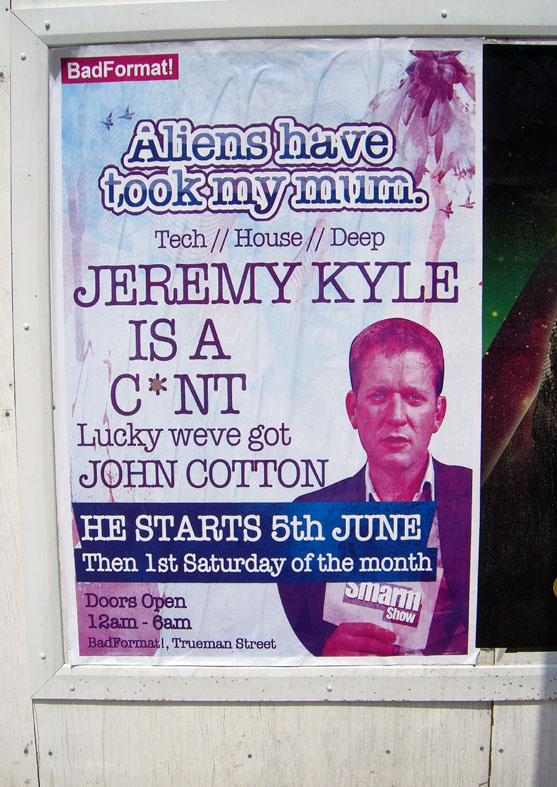 BadFormat!
Aliens have
took my mum.
Tech // House // Deep
JEREMY KYLE
IS A
C*NT
Lucky weve got
JOHN COTTON
HE STARTS 5th JUNE
Then 1st Saturday of the month
Smarm
Show
Doors Open
12am - 6am
BadFormat!, Trueman Street